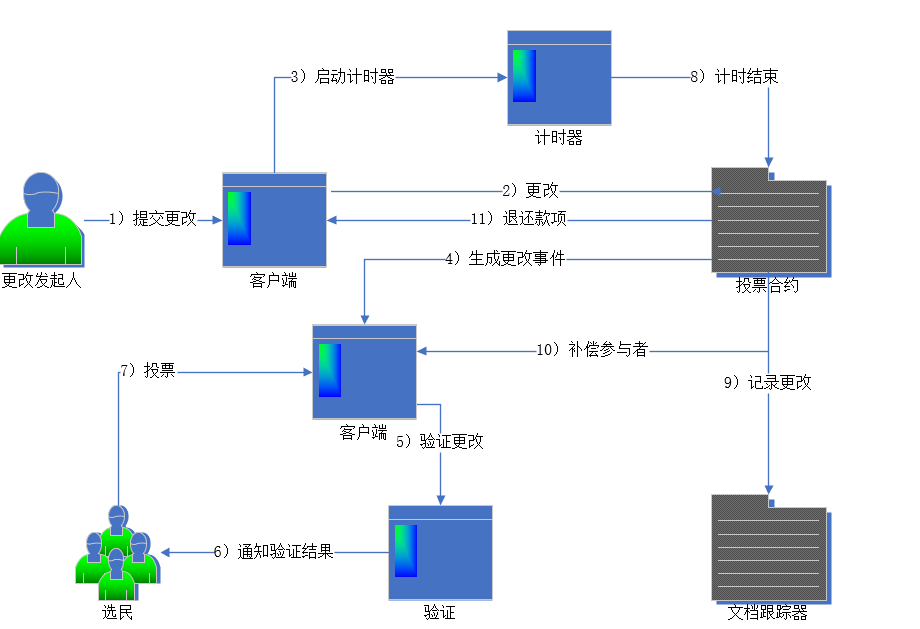 3）启动计时器
8）计时结束
计时器
2）更改
1）提交更改
11）退还款项
4）生成更改事件
更改发起人
客户端
投票合约
10）补偿参与者
7）投票
9）记录更改
客户端
5）验证更改
6）通知验证结果
选民
验证
文档跟踪器